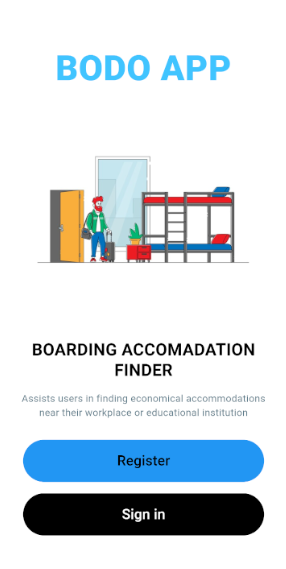 BODO APP
BOARDING ACCOMADATION
FINDER
Assists users in finding economical accommodations
near their workplace or educational institution
Register
Sign in